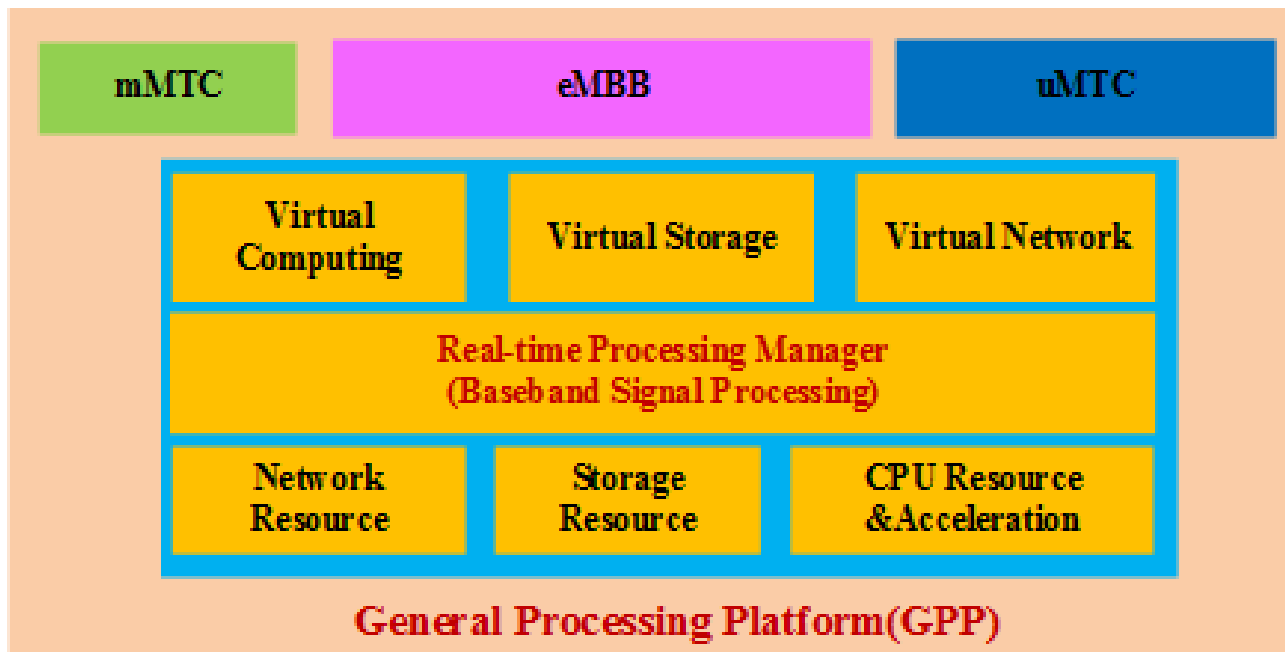 mMTC
eMBB
uMTC
Virtual
Computing
Virtual Storage
Virtual Network
Real-time Processing Manager
(Baseband Signal Processing)
Network
Resource
Storage
Resource
CPU Resource
&Acceleration
General Processing Platform(GPP)